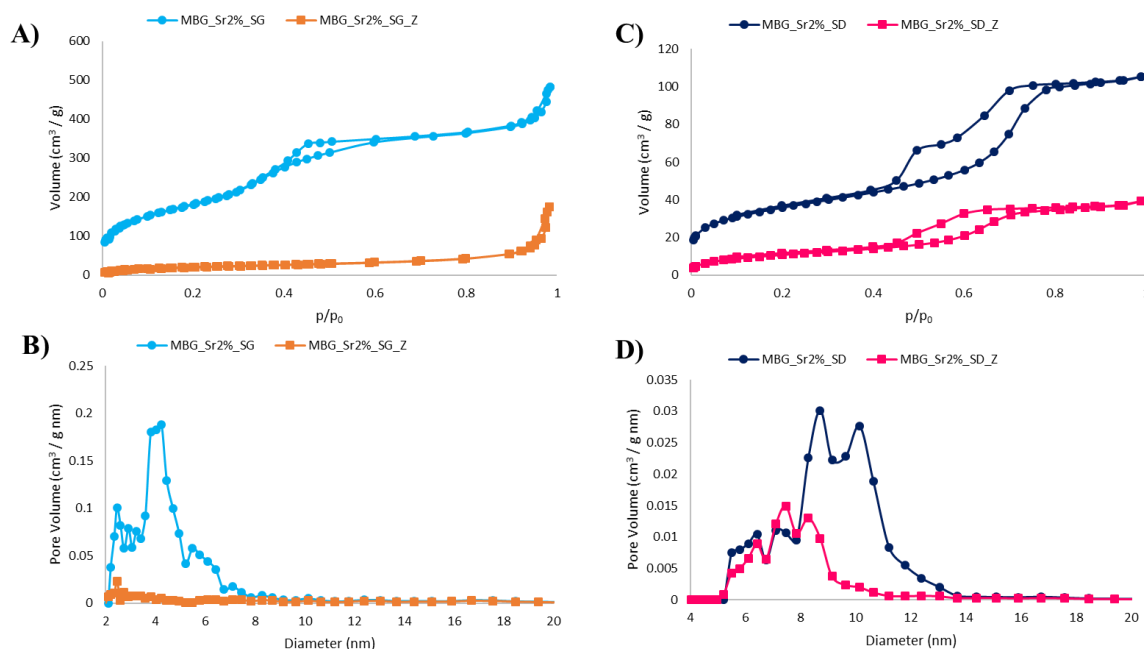 A)
MBG_Sr2%_SG MBG_Sr2%_SG_Z
600
500
400
300
200
100
0
Volume (cm³ / g)
0 0.2 0.4 0.6 0.8 1
p/p₀
C)
MBG_Sr2%_SD MBG_Sr2%_SD_Z
120
100
80
60
40
20
0
Volume (cm³ / g)
0 0.2 0.4 0.6 0.8
p/p₀
B)
MBG_Sr2%_SG MBG_Sr2%_SG_Z
0.25
0.2
0.15
0.1
0.05
0
Pore Volume (cm³ / g nm)
2 4 6 8 10 12 14 16 18 20
Diameter (nm)
D)
MBG_Sr2%_SD MBG_Sr2%_SD_Z
0.035
0.03
0.025
0.02
0.015
0.01
0.005
0
Pore Volume (cm³ / g nm)
4 6 8 10 12 14 16 18 20
Diameter (nm)